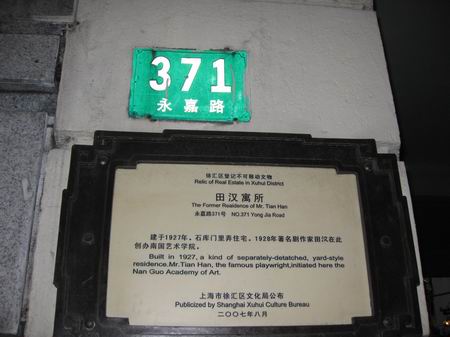 371
永嘉路
徐汇区登记不可移动文物
Relic of Real Estate in Xuhui District
田汉寓所
The Former Residence of Mr. Tian Han
永嘉路371号 NO.371 Yong Jia Road
建于1927年。石库门里弄住宅。1928年著名剧作家田汉在此
创办南国艺术学院。
Built in 1927, a kind of separately-detatched, yard-style
residence.Mr.Tian Han, the famous playwright,initiated here the
Nan Guo Academy of Art.
上海市徐汇区文化局公布
Publicized by Shanghai Xuhui Culture Bureau
二〇〇七年八月